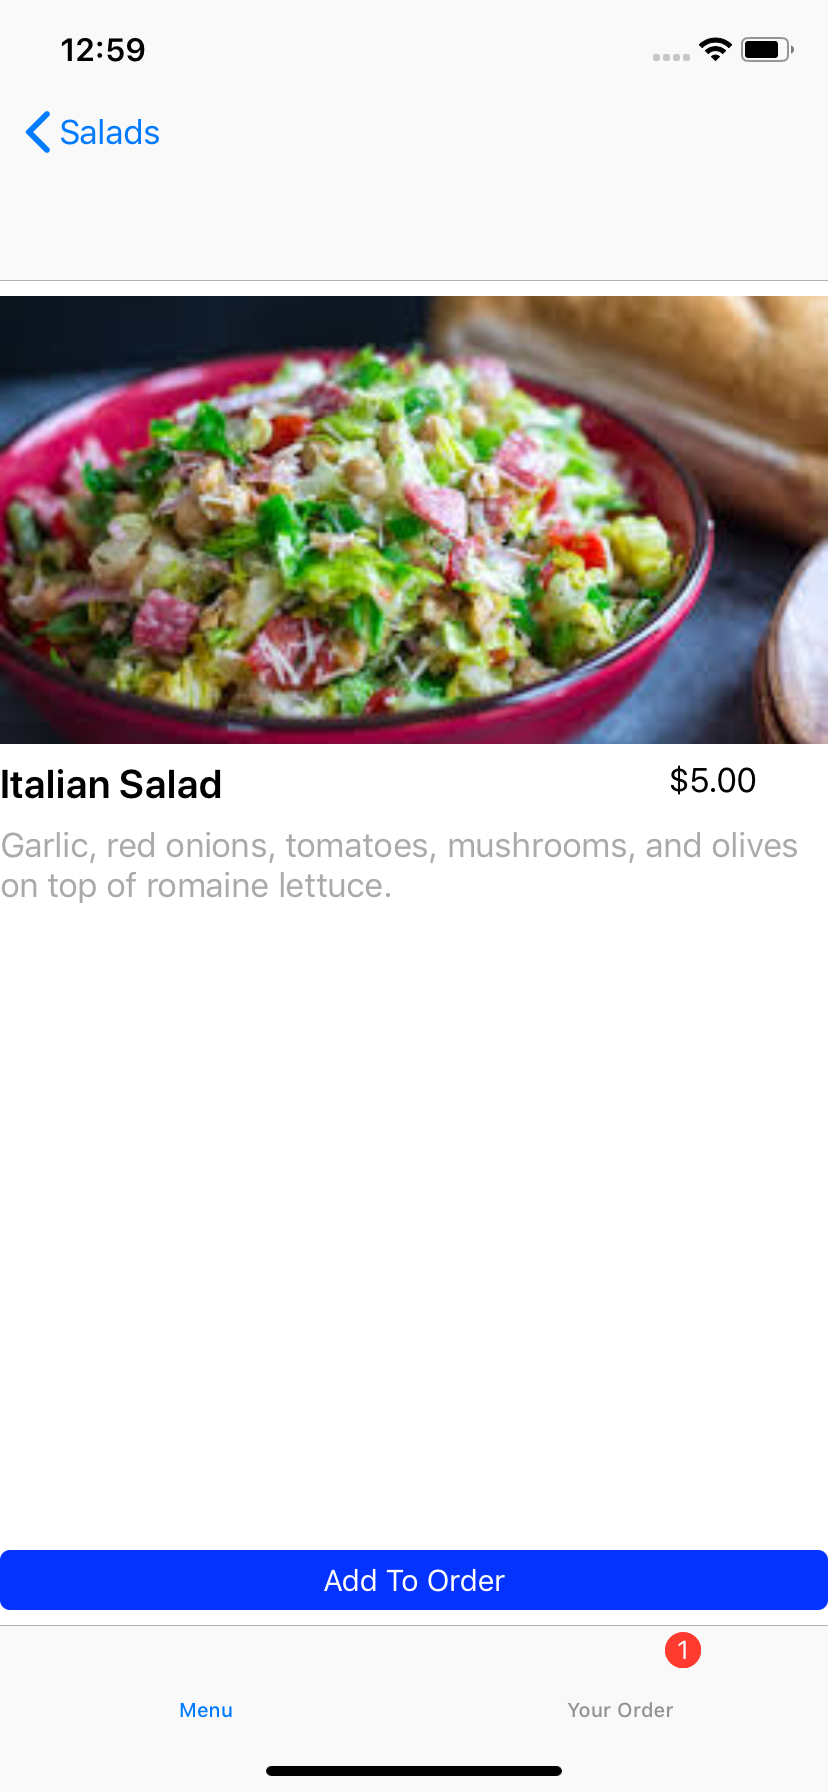 12:59
Salads
Italian Salad
$5.00
Garlic, red onions, tomatoes, mushrooms, and olives
on top of romaine lettuce.
Add To Order
1
Menu
Your Order